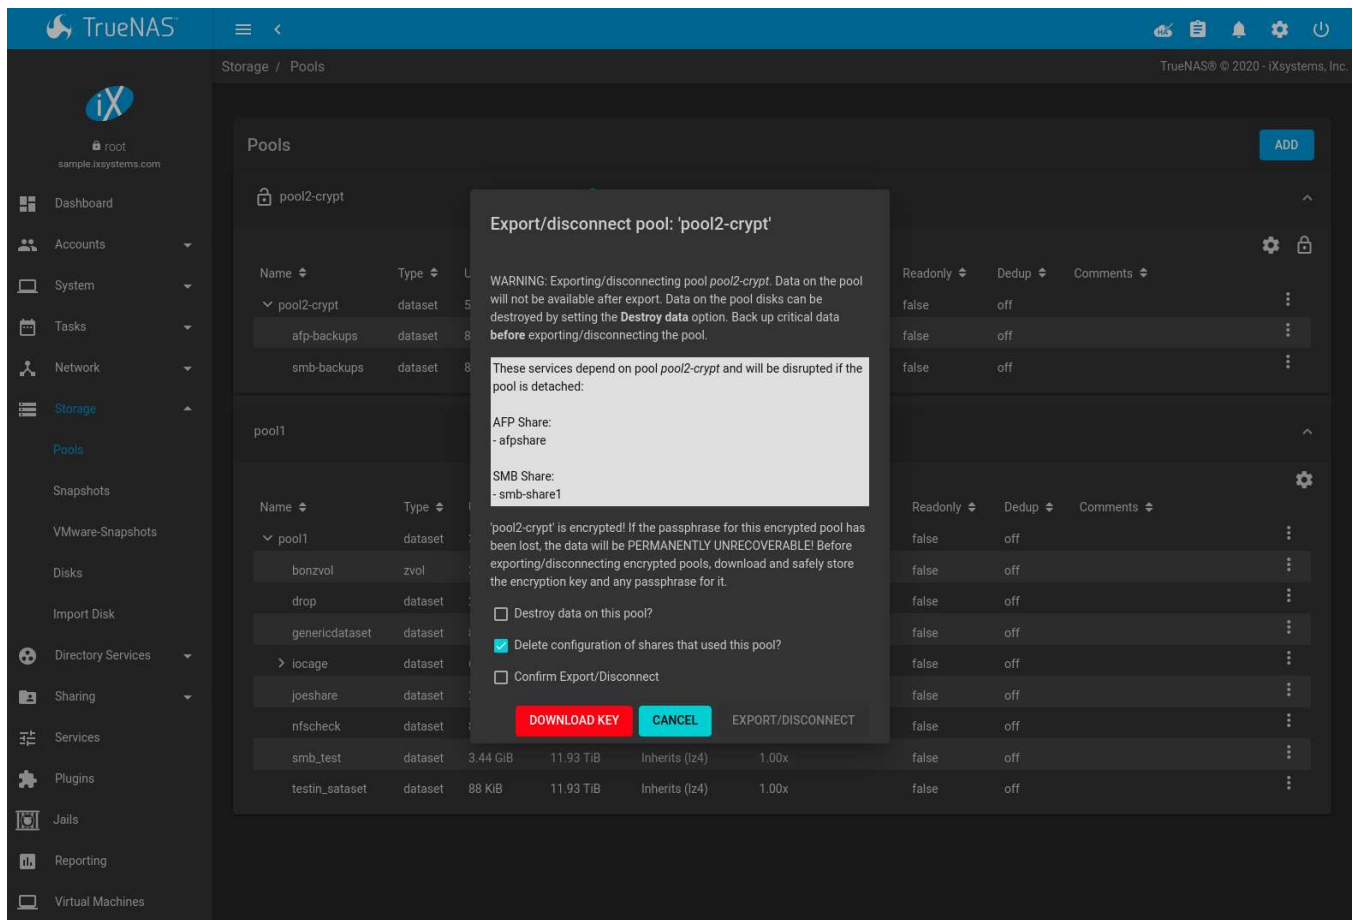 TrueNAS
Storage / Pools
TrueNAS® © 2020 - iXsystems, Inc.
iX
root
sample.ixsystems.com
Pools
ADD
Dashboard
Accounts
System
Tasks
Network
Storage
Pools
Snapshots
VMware-Snapshots
Disks
Import Disk
Directory Services
Sharing
Services
Plugins
Jails
Reporting
Virtual Machines
pool2-crypt
Name Type Readonly Dedup Comments
pool2-crypt dataset 5 false off
afp-backups dataset 8 false off
smb-backups dataset 8 false off
pool1
Name Type Readonly Dedup Comments
pool1 dataset false off
bonzvol zvol false off
drop dataset false off
genericdataset dataset false off
iocage dataset false off
joeshare dataset false off
nfscheck dataset false off
smb_test dataset 3.44 GiB 11.93 TiB Inherits (lz4) 1.00x false off
testin_sataset dataset 88 KiB 11.93 TiB Inherits (lz4) 1.00x false off
Export/disconnect pool: 'pool2-crypt'
WARNING: Exporting/disconnecting pool pool2-crypt. Data on the pool
will not be available after export. Data on the pool disks can be
destroyed by setting the Destroy data option. Back up critical data
before exporting/disconnecting the pool.
These services depend on pool pool2-crypt and will be disrupted if the
pool is detached:
AFP Share:
- afpshare
SMB Share:
- smb-share1
'pool2-crypt' is encrypted! If the passphrase for this encrypted pool has
been lost, the data will be PERMANENTLY UNRECOVERABLE! Before
exporting/disconnecting encrypted pools, download and safely store
the encryption key and any passphrase for it.
Destroy data on this pool?
Delete configuration of shares that used this pool?
Confirm Export/Disconnect
DOWNLOAD KEY CANCEL EXPORT/DISCONNECT